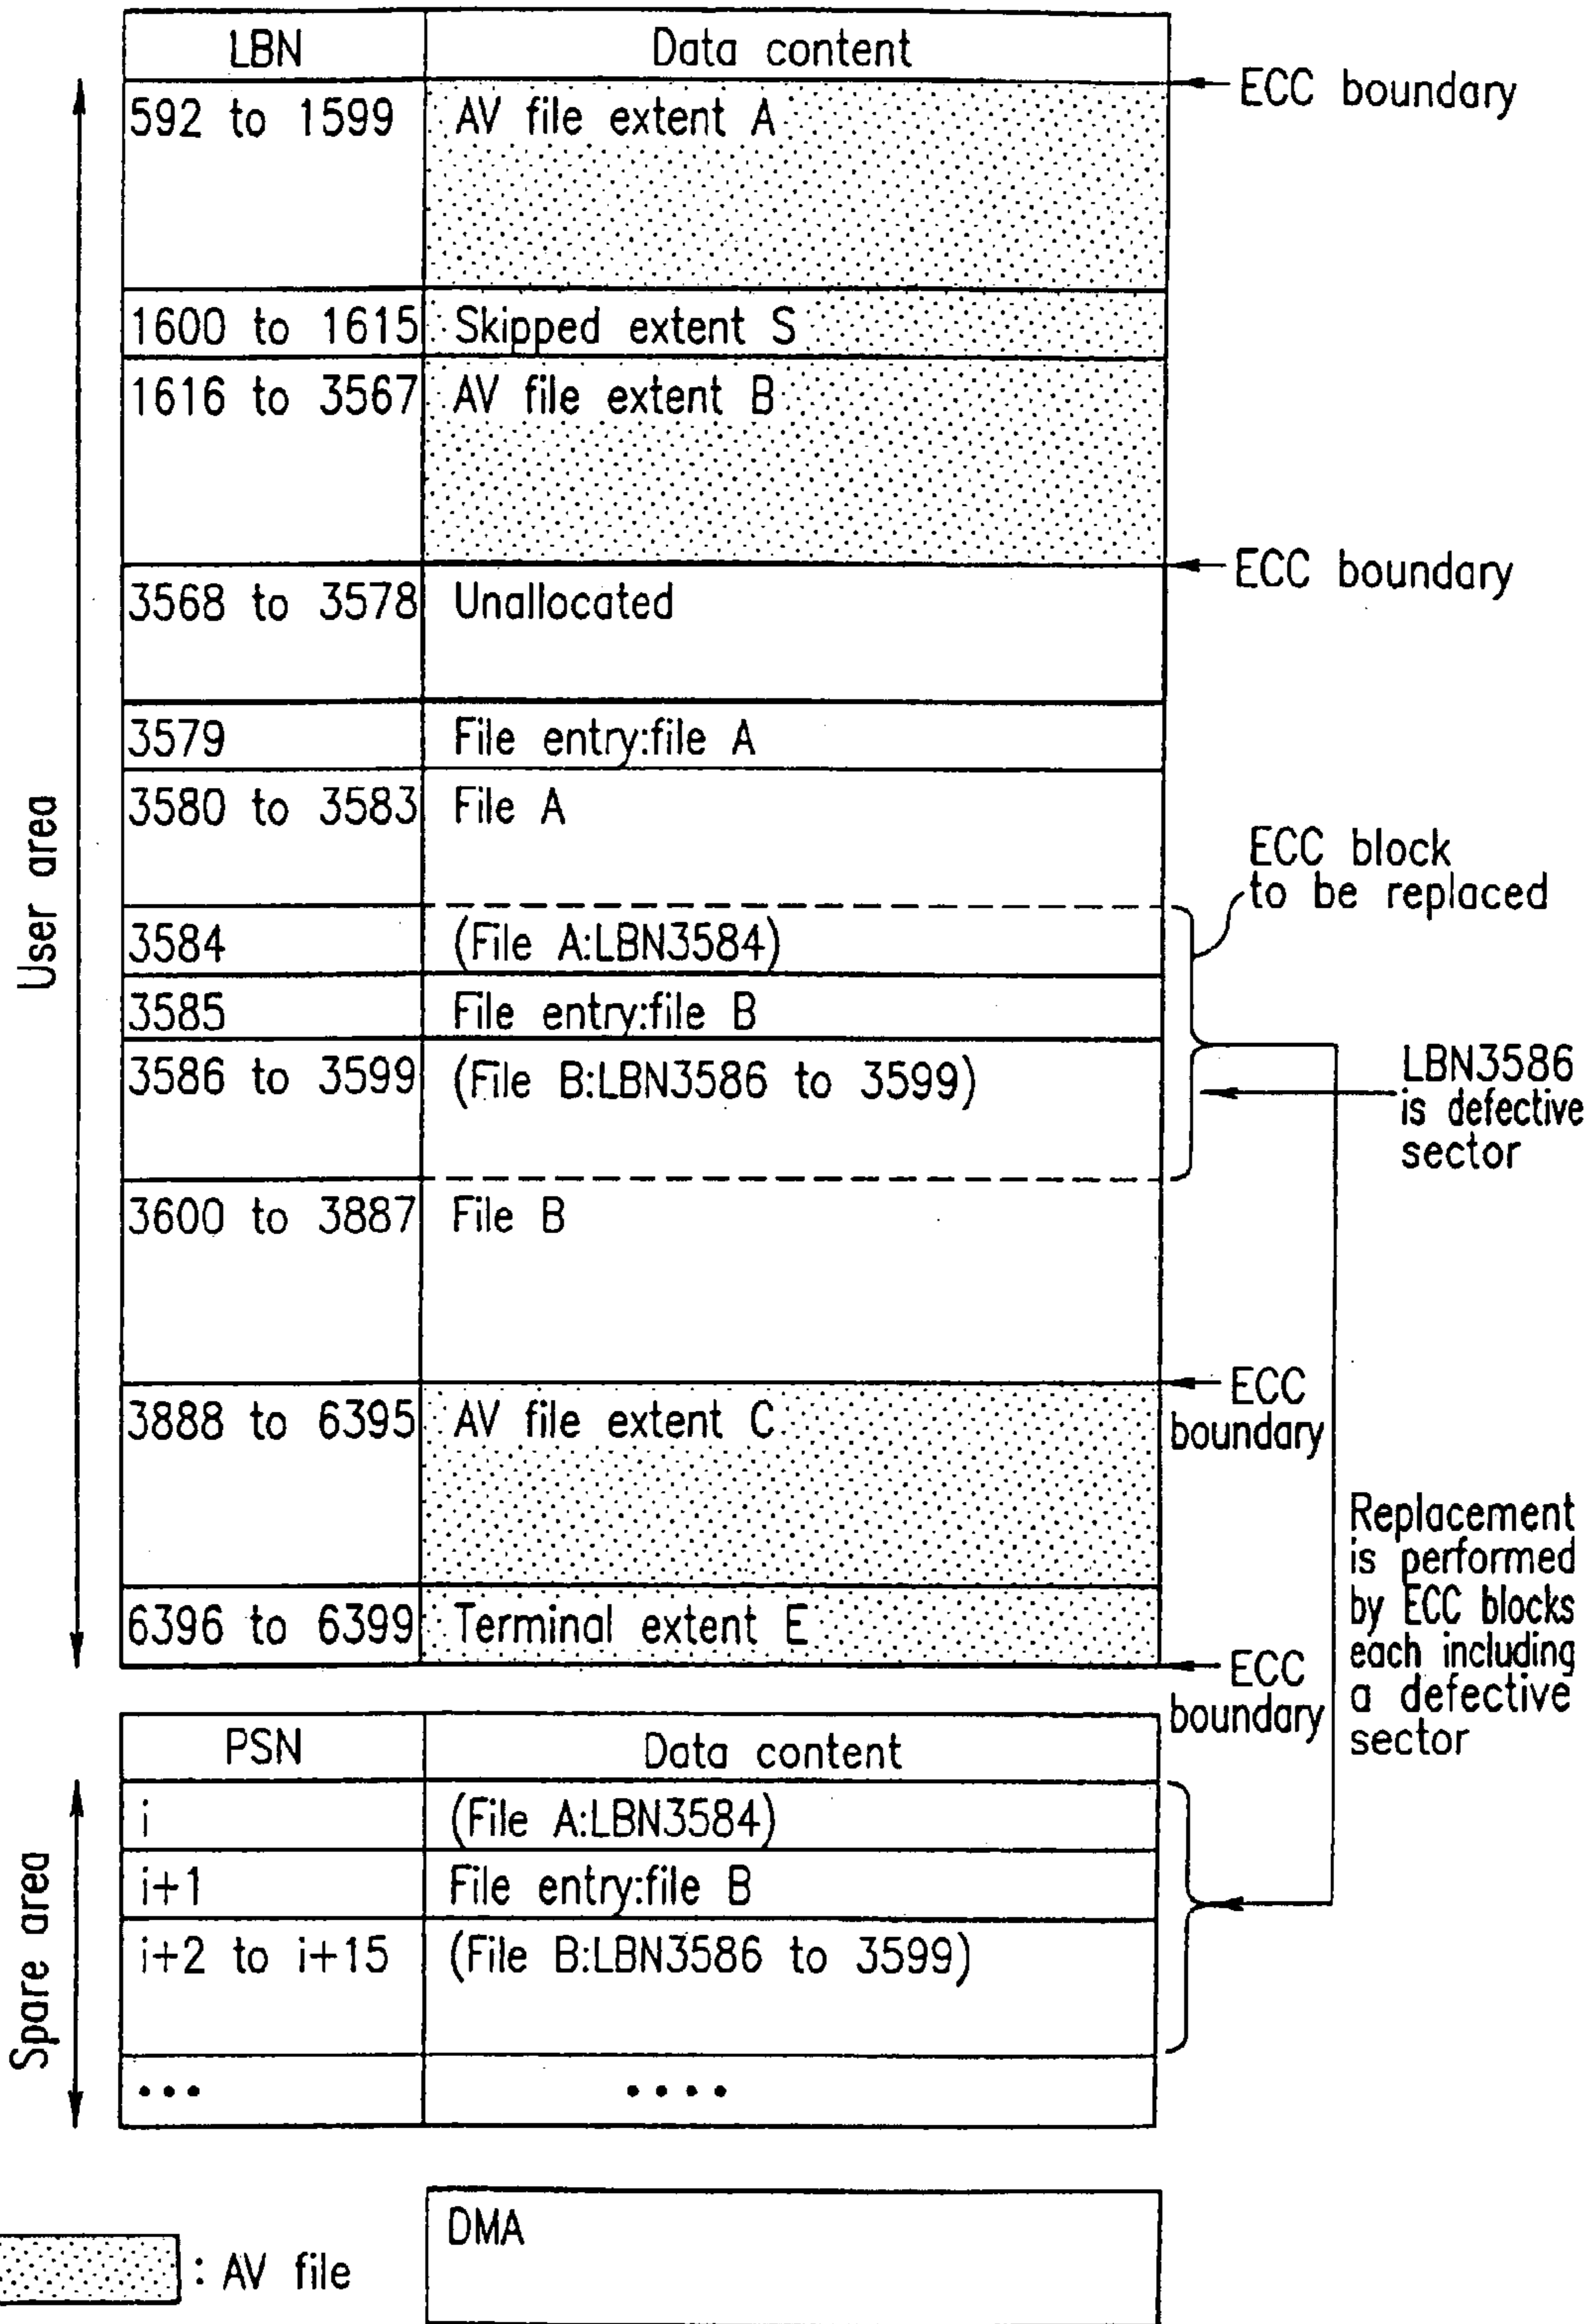 LBN Data content
ECC boundary
592 to 1599 AV file extent A
1600 to 1615 Skipped extent S
1616 to 3567 AV file extent B
ECC boundary
3568 to 3578 Unallocated
3579 File entry:file A
3580 to 3583 File A
ECC block
to be replaced
3584 (File A:LBN3584)
3585 File entry:file B
3586 to 3599 (File B:LBN3586 to 3599)
LBN3586
is defective
sector
3600 to 3887 File B
ECC
boundary
3888 to 6395 AV file extent C
6396 to 6399 Terminal extent E
ECC
boundary
User area
Replacement
is performed
by ECC blocks
each including
a defective
sector
PSN Data content
i (File A:LBN3584)
i+1 File entry:file B
i+2 to i+15 (File B:LBN3586 to 3599)
••• ••••
Spare area
DMA
: AV file